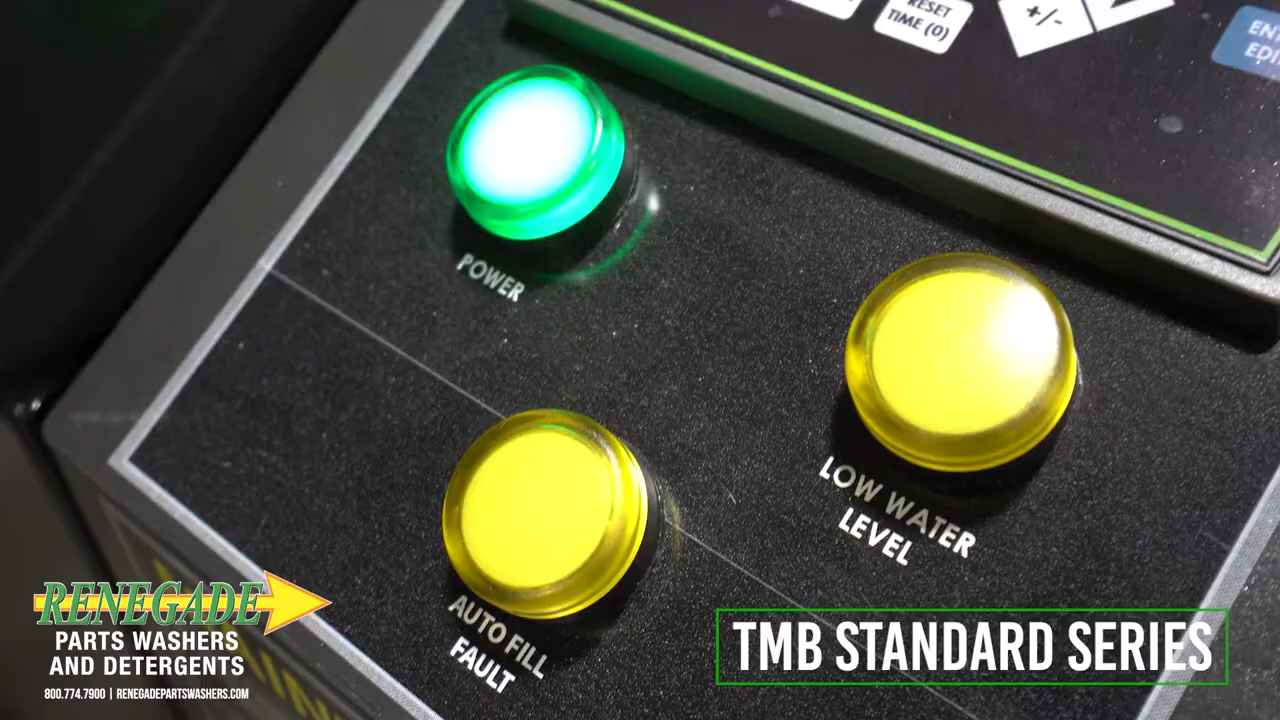 RESET
TIME (0)
+/-
POWER
LOW WATER
LEVEL
AUTO FILL
FAULT
RENEGADE
PARTS WASHERS
AND DETERGENTS
800.774.7900 | RENEGADEPARTSWASHERS.COM
TMB STANDARD SERIES